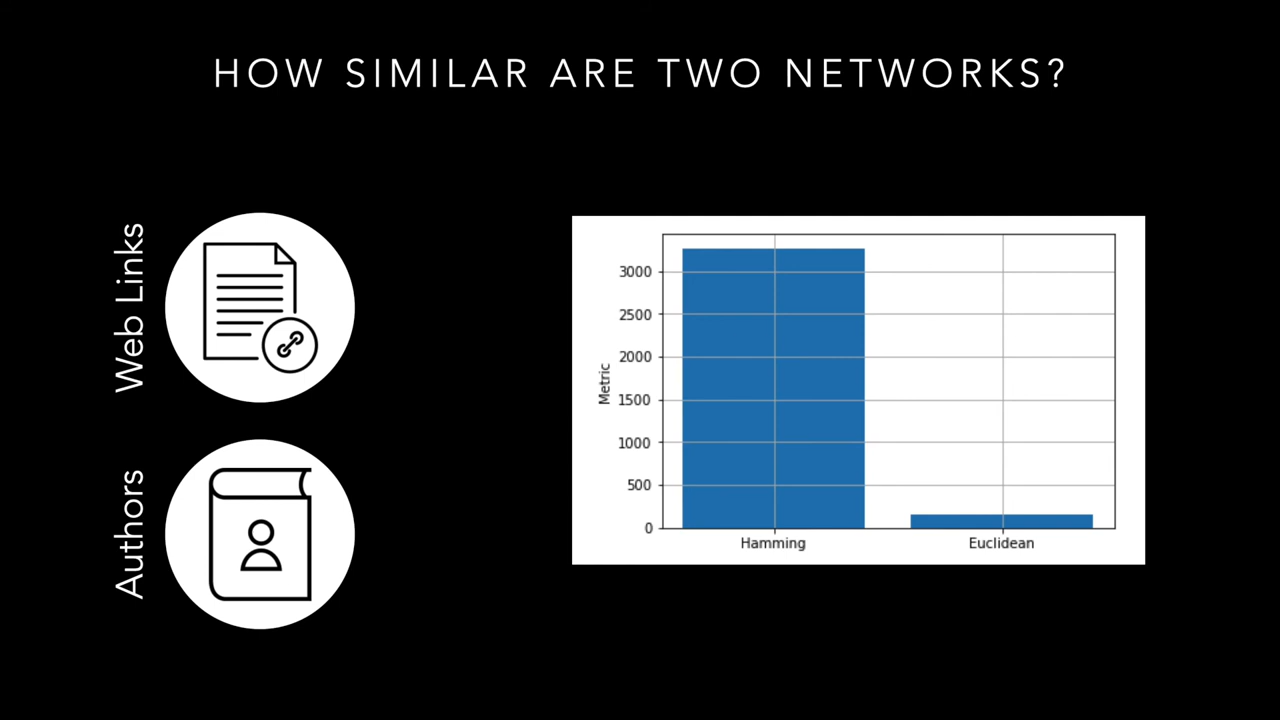 HOW SIMILAR ARE TWO NETWORKS?
Web Links
Authors
Metric
3000
2500
2000
1500
1000
500
0
Hamming
Euclidean